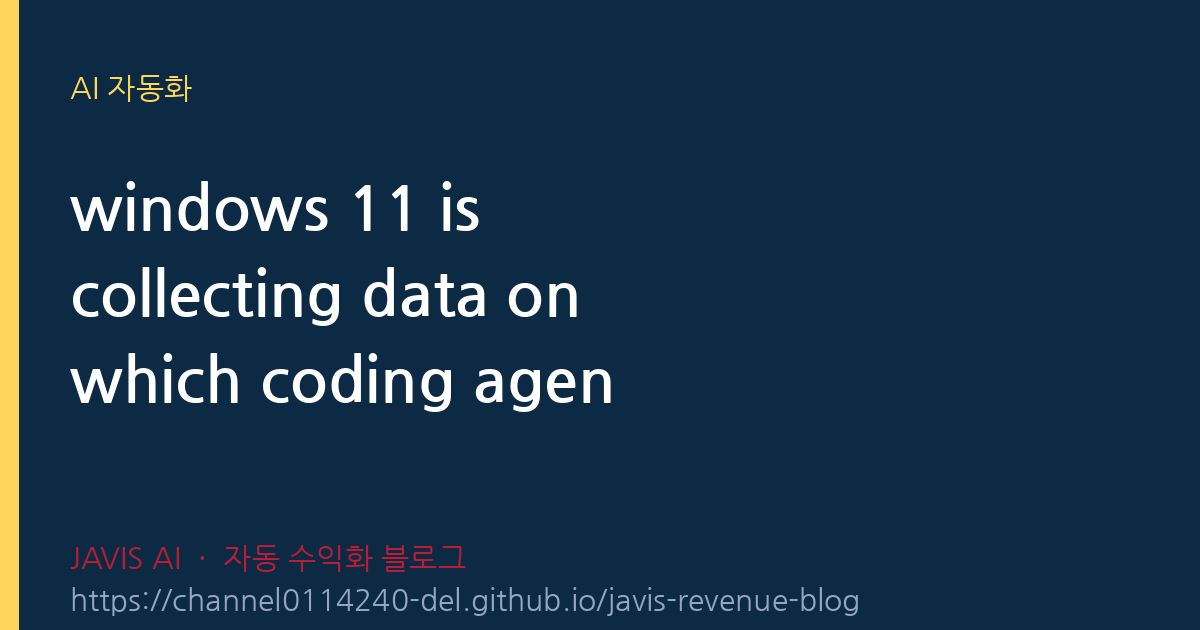 AI 자동화
windows 11 is
collecting data on
which coding agen
JAVIS AI · 자동 수익화 블로그
https://channel0114240-del.github.io/javis-revenue-blog